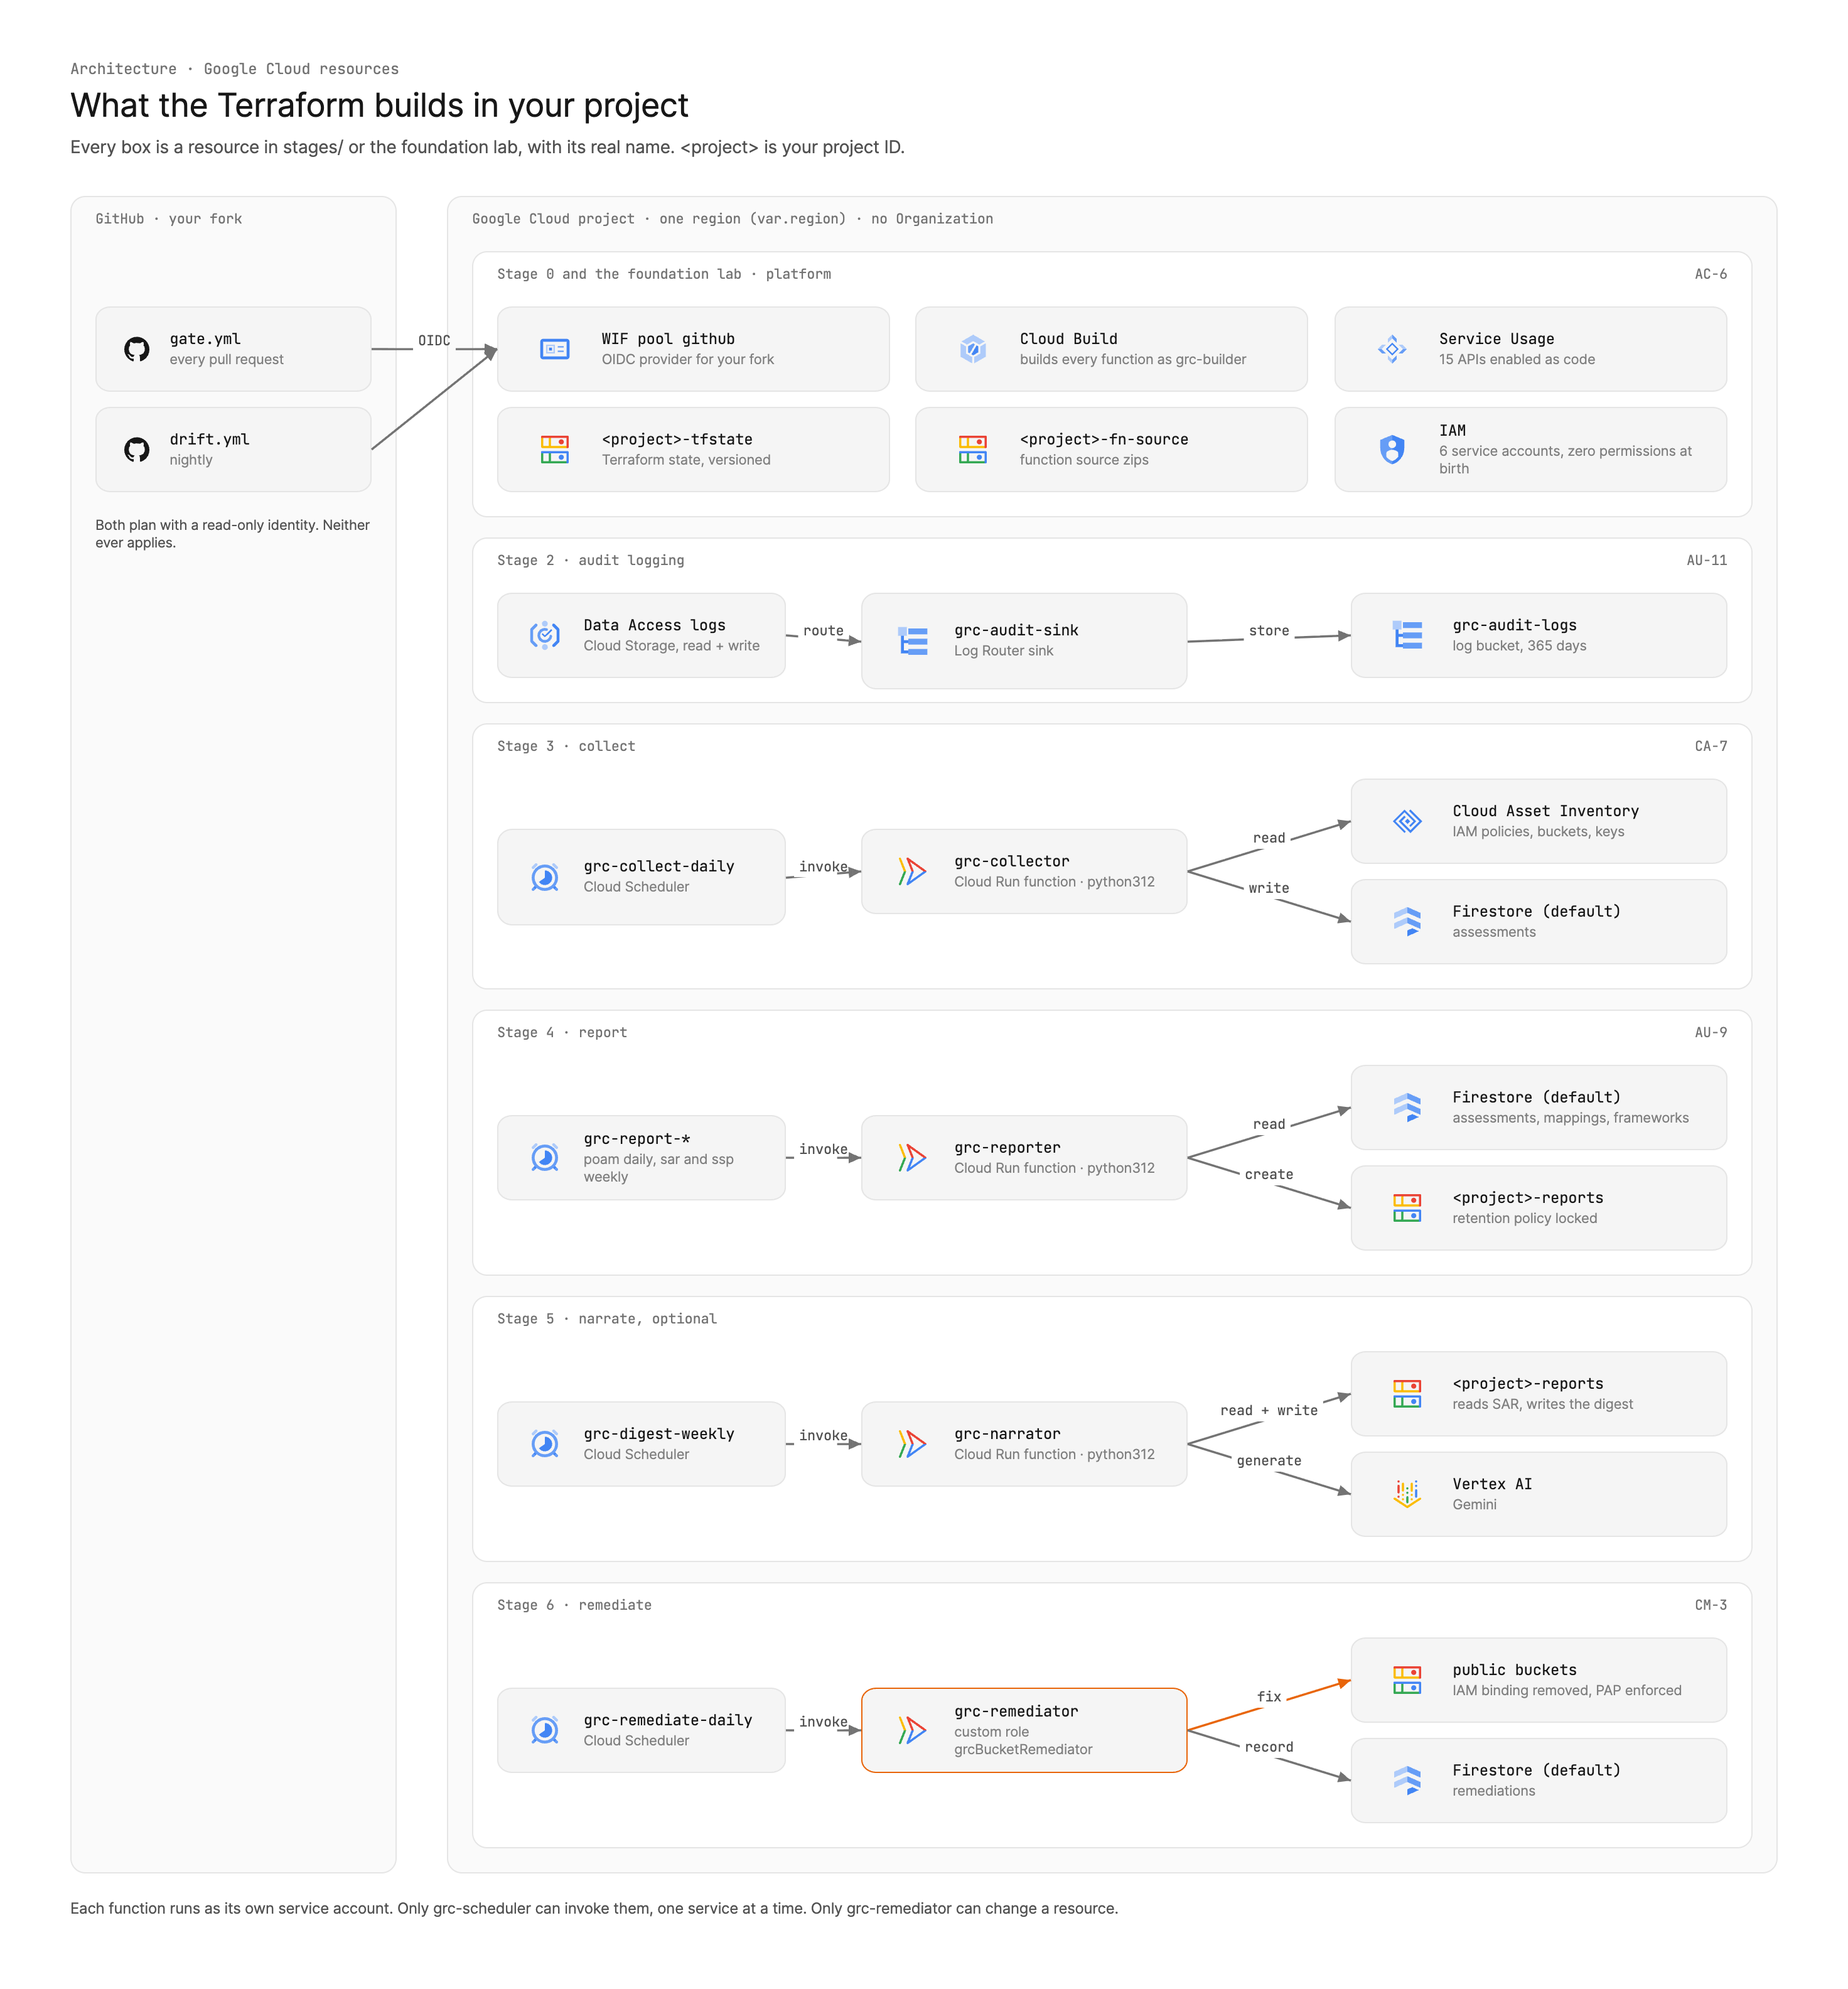 Architecture · Google Cloud resources
What the Terraform builds in your project
Every box is a resource in stages/ or the foundation lab, with its real name. <project> is your project ID.
GitHub · your fork
gate.yml
every pull request
drift.yml
nightly
Both plan with a read-only identity. Neither
ever applies.
OIDC
Google Cloud project · one region (var.region) · no Organization
Stage 0 and the foundation lab · platform
AC-6
WIF pool github
OIDC provider for your fork
Cloud Build
builds every function as grc-builder
Service Usage
15 APIs enabled as code
<project>-tfstate
Terraform state, versioned
<project>-fn-source
function source zips
IAM
6 service accounts, zero permissions at
birth
Stage 2 · audit logging
AU-11
Data Access logs
Cloud Storage, read + write
route
grc-audit-sink
Log Router sink
store
grc-audit-logs
log bucket, 365 days
Stage 3 · collect
CA-7
grc-collect-daily
Cloud Scheduler
invoke
grc-collector
Cloud Run function · python312
read
write
Cloud Asset Inventory
IAM policies, buckets, keys
Firestore (default)
assessments
Stage 4 · report
AU-9
grc-report-*
poam daily, sar and ssp
weekly
invoke
grc-reporter
Cloud Run function · python312
read
create
Firestore (default)
assessments, mappings, frameworks
<project>-reports
retention policy locked
Stage 5 · narrate, optional
grc-digest-weekly
Cloud Scheduler
invoke
grc-narrator
Cloud Run function · python312
read + write
generate
<project>-reports
reads SAR, writes the digest
Vertex AI
Gemini
Stage 6 · remediate
CM-3
grc-remediate-daily
Cloud Scheduler
invoke
grc-remediator
custom role
grcBucketRemediator
fix
record
public buckets
IAM binding removed, PAP enforced
Firestore (default)
remediations
Each function runs as its own service account. Only grc-scheduler can invoke them, one service at a time. Only grc-remediator can change a resource.